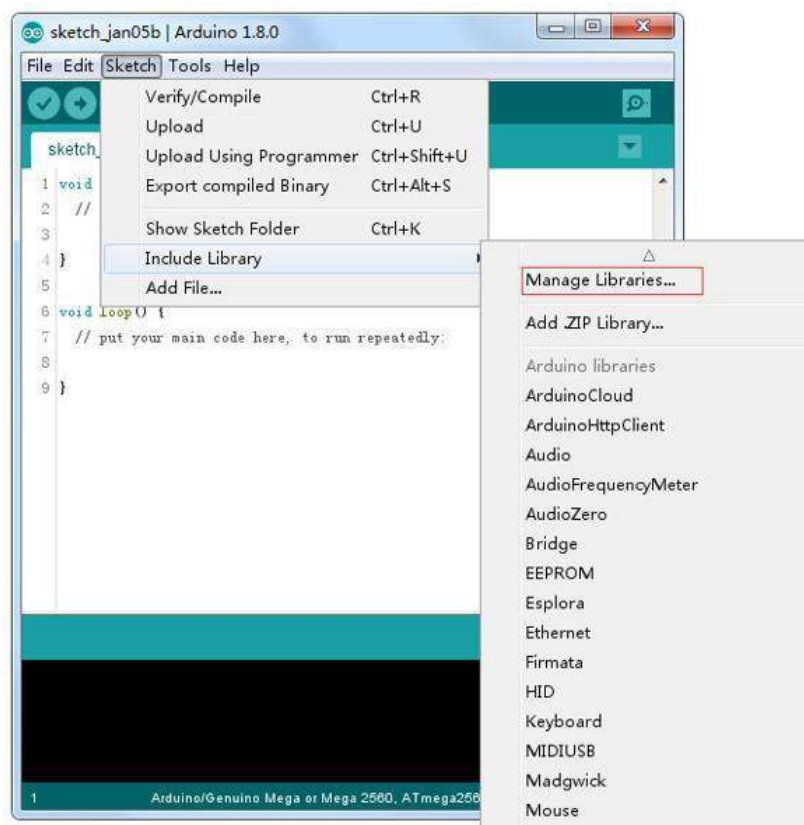 sketch_jan05b | Arduino 1.8.0
File Edit Sketch Tools Help
Verify/Compile Ctrl+R
Upload Ctrl+U
Upload Using Programmer Ctrl+Shift+U
Export compiled Binary Ctrl+Alt+S
Show Sketch Folder Ctrl+K
Include Library
Add File...
sketch_
1 void
2 //
3
4 }
5
6 void loop() {
7 // put your main code here, to run repeatedly:
8
9 }
Manage Libraries...
Add .ZIP Library...
Arduino libraries
ArduinoCloud
ArduinoHttpClient
Audio
AudioFrequencyMeter
AudioZero
Bridge
EEPROM
Esplora
Ethernet
Firmata
HID
Keyboard
MIDIUSB
Madgwick
Mouse
1 Arduino/Genuino Mega or Mega 2560, ATmega256